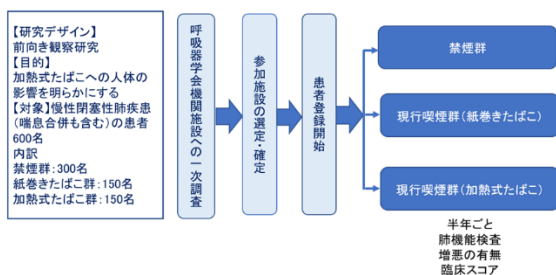 【研究デザイン】
前向き観察研究
【目的】
加熱式たばこへの人体の
影響を明らかにする
【対象】慢性閉塞性肺疾患
(喘息合併も含む)の患者
600名
内訳
禁煙群:300名
紙巻きたばこ群:150名
加熱式たばこ群:150名
呼吸器学会機関施設への一次調査
参加施設の選定・確定
患者登録開始
禁煙群
現行喫煙群(紙巻きたばこ)
現行喫煙群(加熱式たばこ)
半年ごと
肺機能検査
増悪の有無
臨床スコア